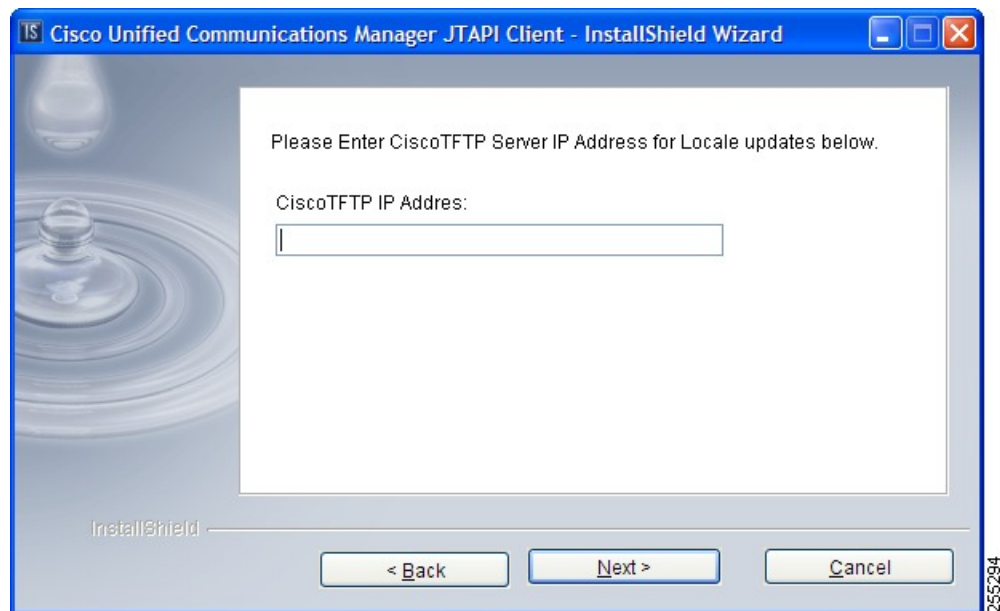 IS Cisco Unified Communications Manager JTAPI Client - InstallShield Wizard
Please Enter CiscoTFTP Server IP Address for Locale updates below.
CiscoTFTP IP Addres:
InstallShield
< Back
Next >
Cancel
255294